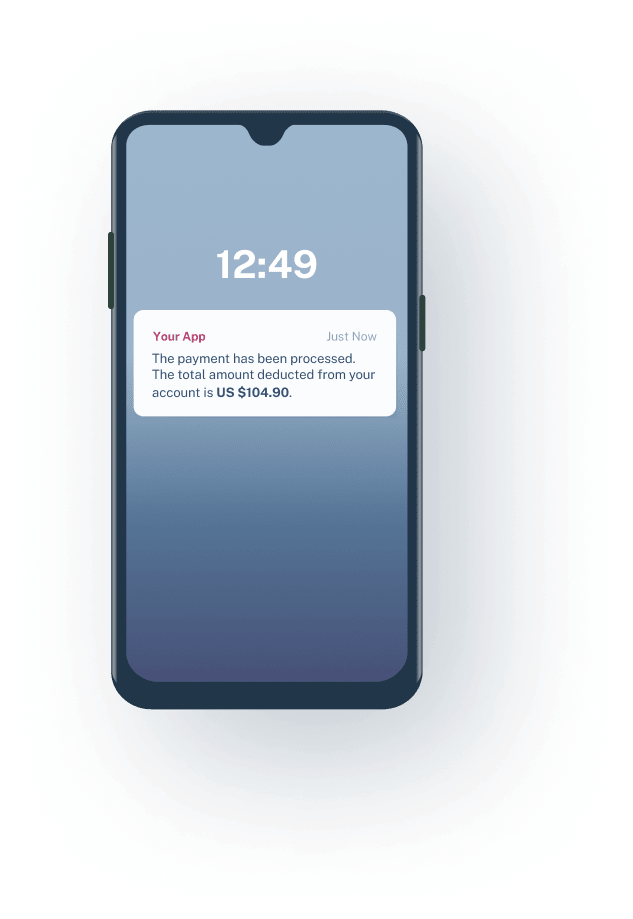 12:49
Your App Just Now
The payment has been processed.
The total amount deducted from your
account is US $104.90.